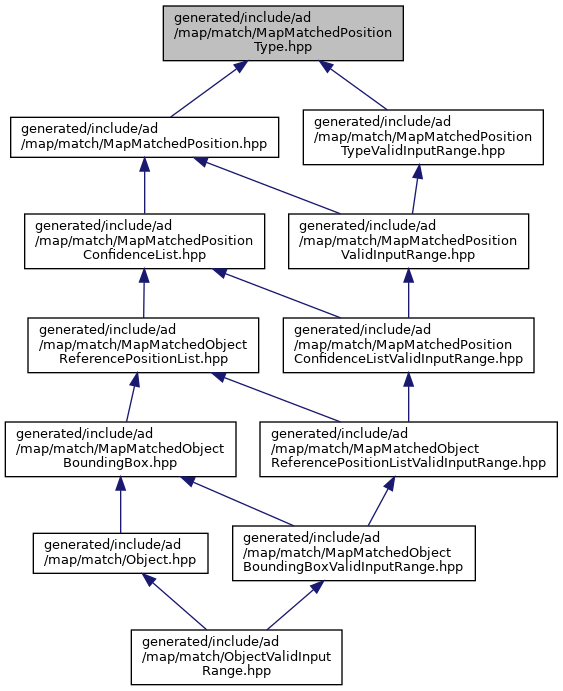 generated/include/ad
/map/match/MapMatchedPosition
Type.hpp
generated/include/ad
/map/match/MapMatchedPosition.hpp
generated/include/ad
/map/match/MapMatchedPosition
TypeValidInputRange.hpp
generated/include/ad
/map/match/MapMatchedPosition
ConfidenceList.hpp
generated/include/ad
/map/match/MapMatchedPosition
ValidInputRange.hpp
generated/include/ad
/map/match/MapMatchedObject
ReferencePositionList.hpp
generated/include/ad
/map/match/MapMatchedPosition
ConfidenceListValidInputRange.hpp
generated/include/ad
/map/match/MapMatchedObject
BoundingBox.hpp
generated/include/ad
/map/match/MapMatchedObject
ReferencePositionListValidInputRange.hpp
generated/include/ad
/map/match/Object.hpp
generated/include/ad
/map/match/MapMatchedObject
BoundingBoxValidInputRange.hpp
generated/include/ad
/map/match/ObjectValidInput
Range.hpp